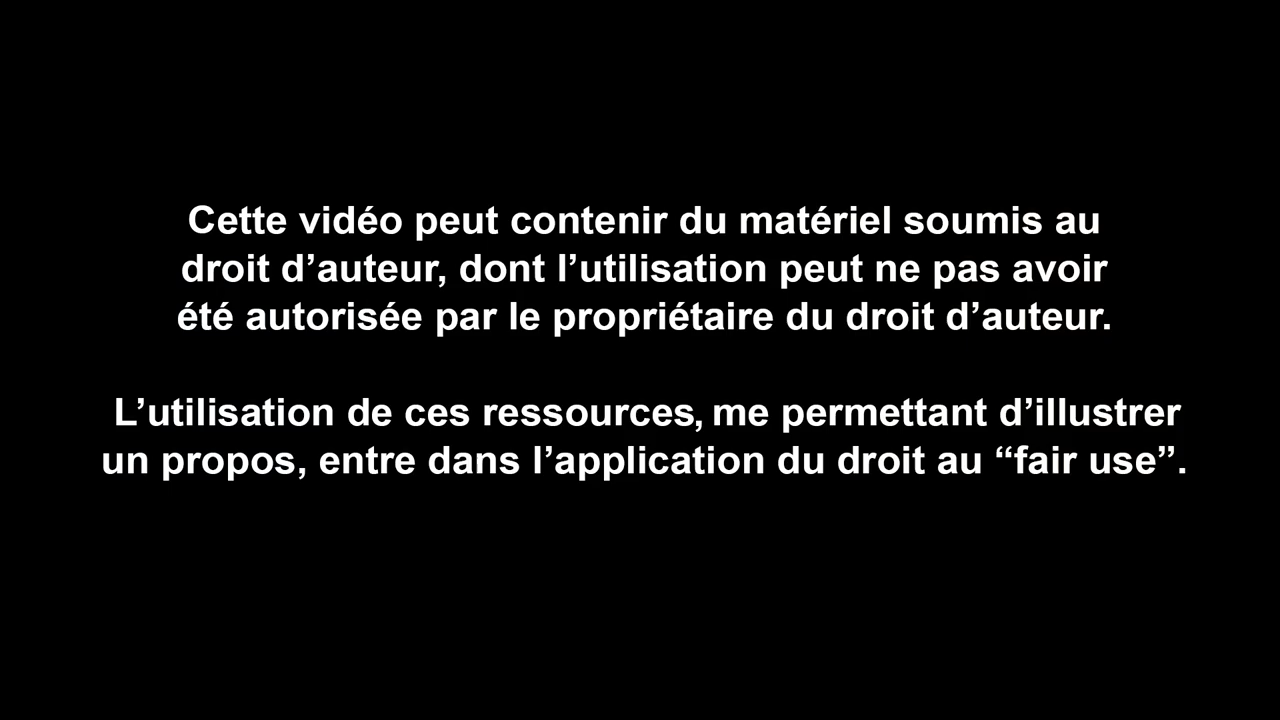 Cette vidéo peut contenir du matériel soumis au
droit d’auteur, dont l’utilisation peut ne pas avoir
été autorisée par le propriétaire du droit d’auteur.
L’utilisation de ces ressources, me permettant d’illustrer
un propos, entre dans l’application du droit au “fair use”.